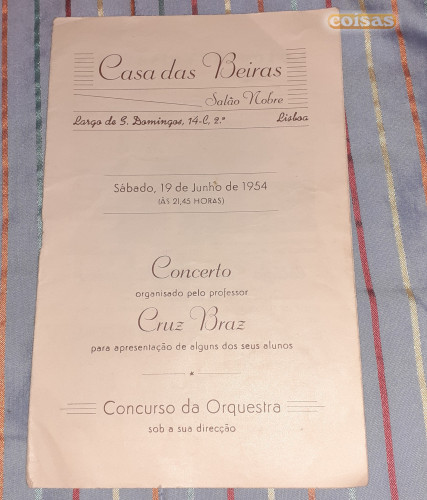 coisas
Casa das Beiras
Salão Nobre
Largo de S. Domingos, 14-C, 2.º Lisboa
Sábado, 19 de Junho de 1954
(ÀS 21,45 HORAS)
Concerto
organisado pelo professor
Cruz Braz
para apresentação de alguns dos seus alunos
Concurso da Orquestra
sob a sua direcção